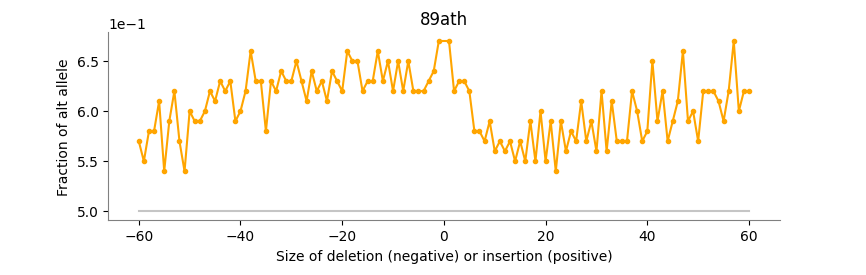 89ath
1e−1
Fraction of alt allele
6.5
6.0
5.5
5.0
−60 −40 −20 0 20 40 60
Size of deletion (negative) or insertion (positive)